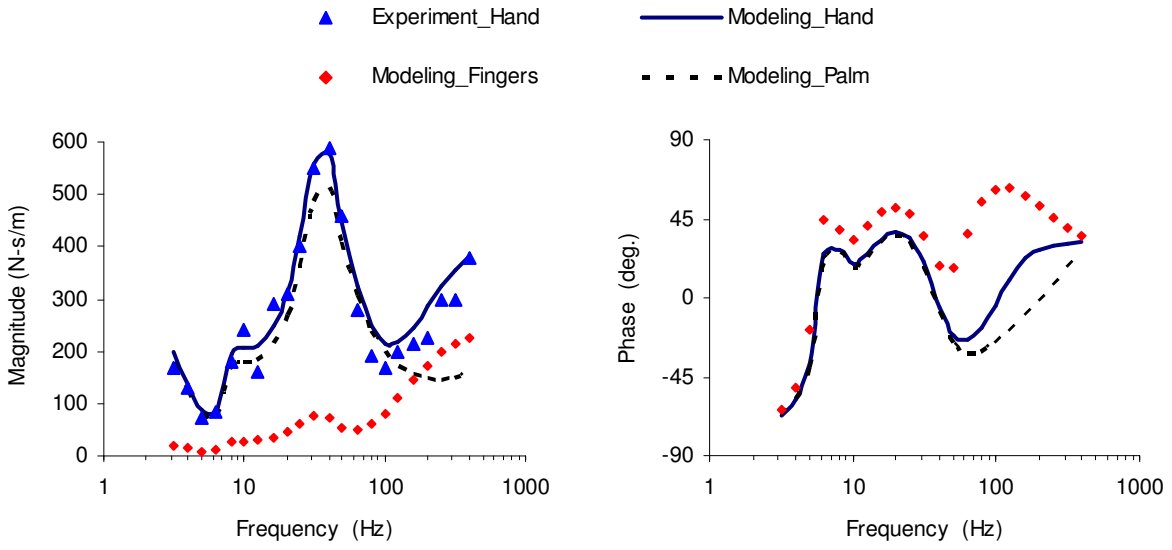 Experiment_Hand
Modeling_Hand
Modeling_Fingers
Modeling_Palm
Magnitude (N-s/m)
600
500
400
300
200
100
0
1 10 100 1000
Frequency (Hz)
Phase (deg.)
90
45
0
-45
-90
1 10 100 1000
Frequency (Hz)